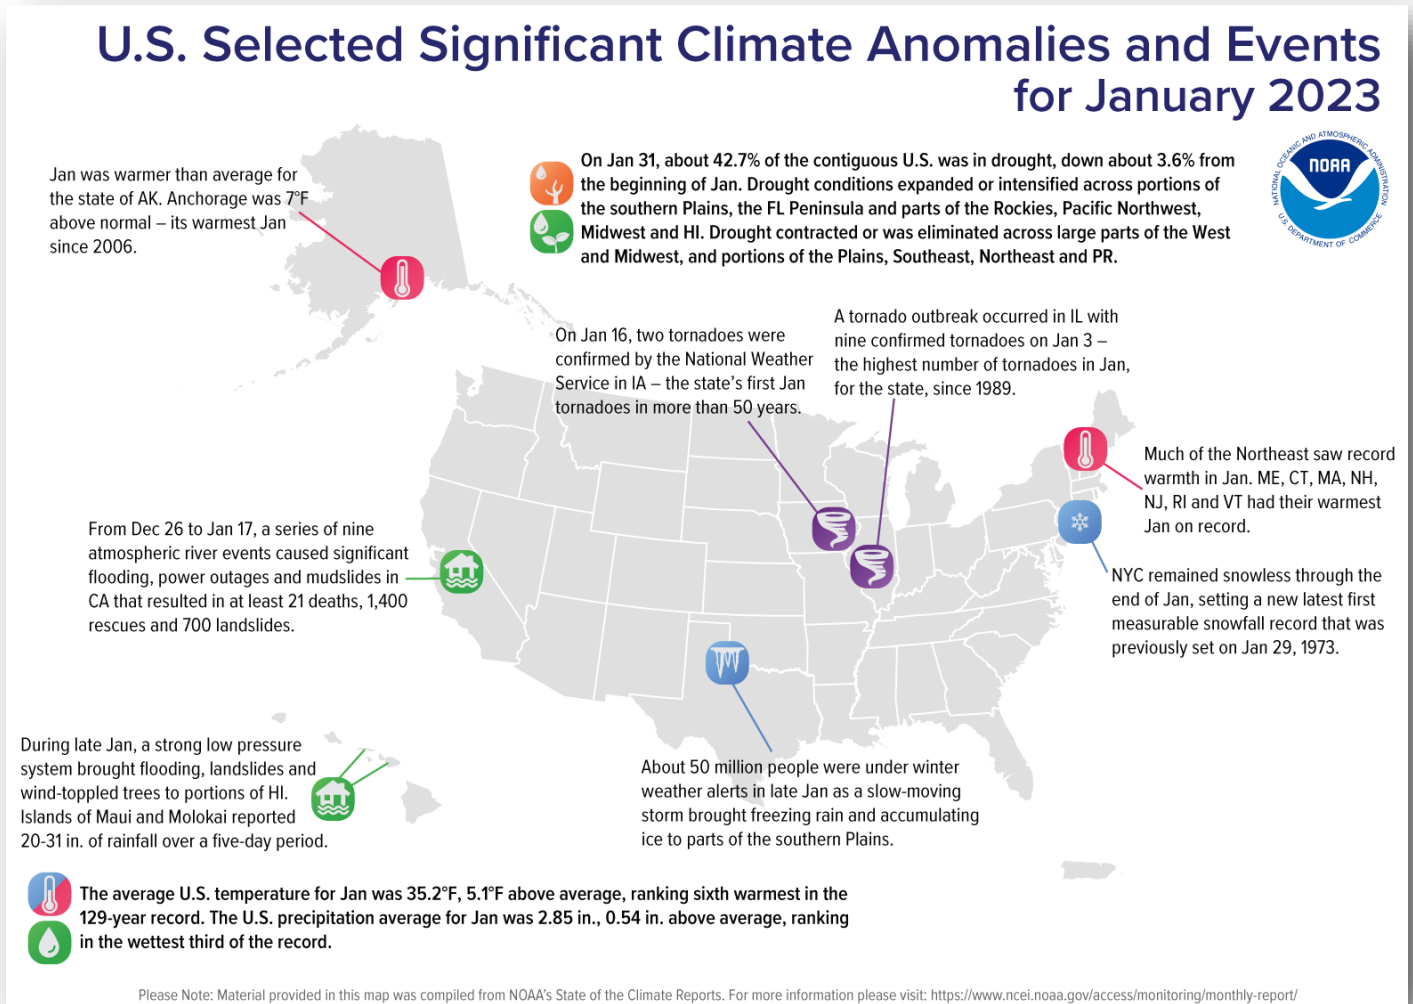 U.S. Selected Significant Climate Anomalies and Events
for January 2023
Jan was warmer than average for
the state of AK. Anchorage was 7°F
above normal – its warmest Jan
since 2006.
On Jan 31, about 42.7% of the contiguous U.S. was in drought, down about 3.6% from
the beginning of Jan. Drought conditions expanded or intensified across portions of
the southern Plains, the FL Peninsula and parts of the Rockies, Pacific Northwest,
Midwest and HI. Drought contracted or was eliminated across large parts of the West
and Midwest, and portions of the Plains, Southeast, Northeast and PR.
NATIONAL OCEANIC AND ATMOSPHERIC ADMINISTRATION
NOAA
U.S. DEPARTMENT OF COMMERCE
On Jan 16, two tornadoes were
confirmed by the National Weather
Service in IA – the state's first Jan
tornadoes in more than 50 years.
A tornado outbreak occurred in IL with
nine confirmed tornadoes on Jan 3 –
the highest number of tornadoes in Jan,
for the state, since 1989.
Much of the Northeast saw record
warmth in Jan. ME, CT, MA, NH,
NJ, RI and VT had their warmest
Jan on record.
From Dec 26 to Jan 17, a series of nine
atmospheric river events caused significant
flooding, power outages and mudslides in
CA that resulted in at least 21 deaths, 1,400
rescues and 700 landslides.
NYC remained snowless through the
end of Jan, setting a new latest first
measurable snowfall record that was
previously set on Jan 29, 1973.
During late Jan, a strong low pressure
system brought flooding, landslides and
wind-toppled trees to portions of HI.
Islands of Maui and Molokai reported
20-31 in. of rainfall over a five-day period.
About 50 million people were under winter
weather alerts in late Jan as a slow-moving
storm brought freezing rain and accumulating
ice to parts of the southern Plains.
The average U.S. temperature for Jan was 35.2°F, 5.1°F above average, ranking sixth warmest in the
129-year record. The U.S. precipitation average for Jan was 2.85 in., 0.54 in. above average, ranking
in the wettest third of the record.
Please Note: Material provided in this map was compiled from NOAA's State of the Climate Reports. For more information please visit: https://www.ncei.noaa.gov/access/monitoring/monthly-report/